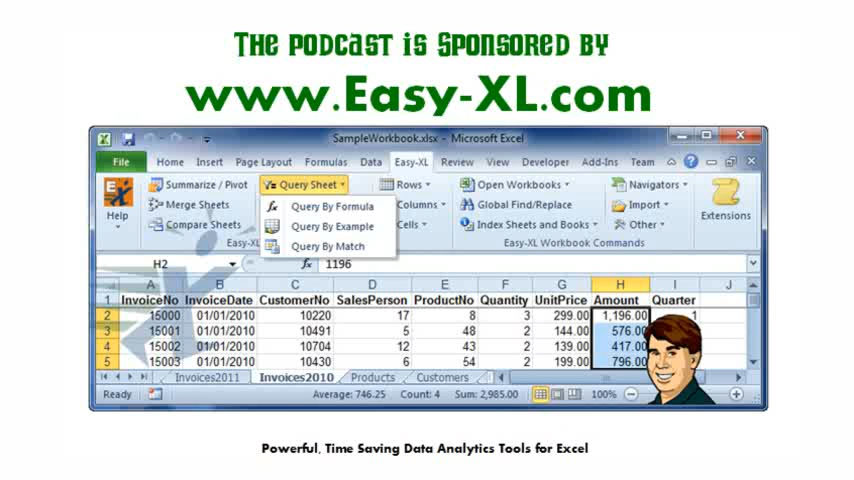 The podcast is Sponsored by
www.Easy-XL.com
SampleWorkbook.xlsx - Microsoft Excel
File Home Insert Page Layout Formulas Data Easy-XL Review View Developer Add-Ins Team
Summarize / Pivot Query Sheet Rows Open Workbooks Navigators
Merge Sheets Query By Formula Columns Global Find/Replace Import
Help Compare Sheets Query By Example Cells Index Sheets and Books Other Extensions
Easy-XL Query By Match Easy-XL Workbook Commands
H2 fx 1196
A B C D E F G H I J
1 InvoiceNo InvoiceDate CustomerNo SalesPerson ProductNo Quantity UnitPrice Amount Quarter
2 15000 01/01/2010 10220 17 8 3 299.00 1,196.00 1
3 15001 01/01/2010 10491 5 48 2 144.00 576.00
4 15002 01/01/2010 10704 12 43 2 139.00 417.00
5 15003 01/01/2010 10430 6 54 2 199.00 796.00
Invoices2011 Invoices2010 Products Customers
Ready Average: 746.25 Count: 4 Sum: 2,985.00 100%
Powerful, Time Saving Data Analytics Tools for Excel